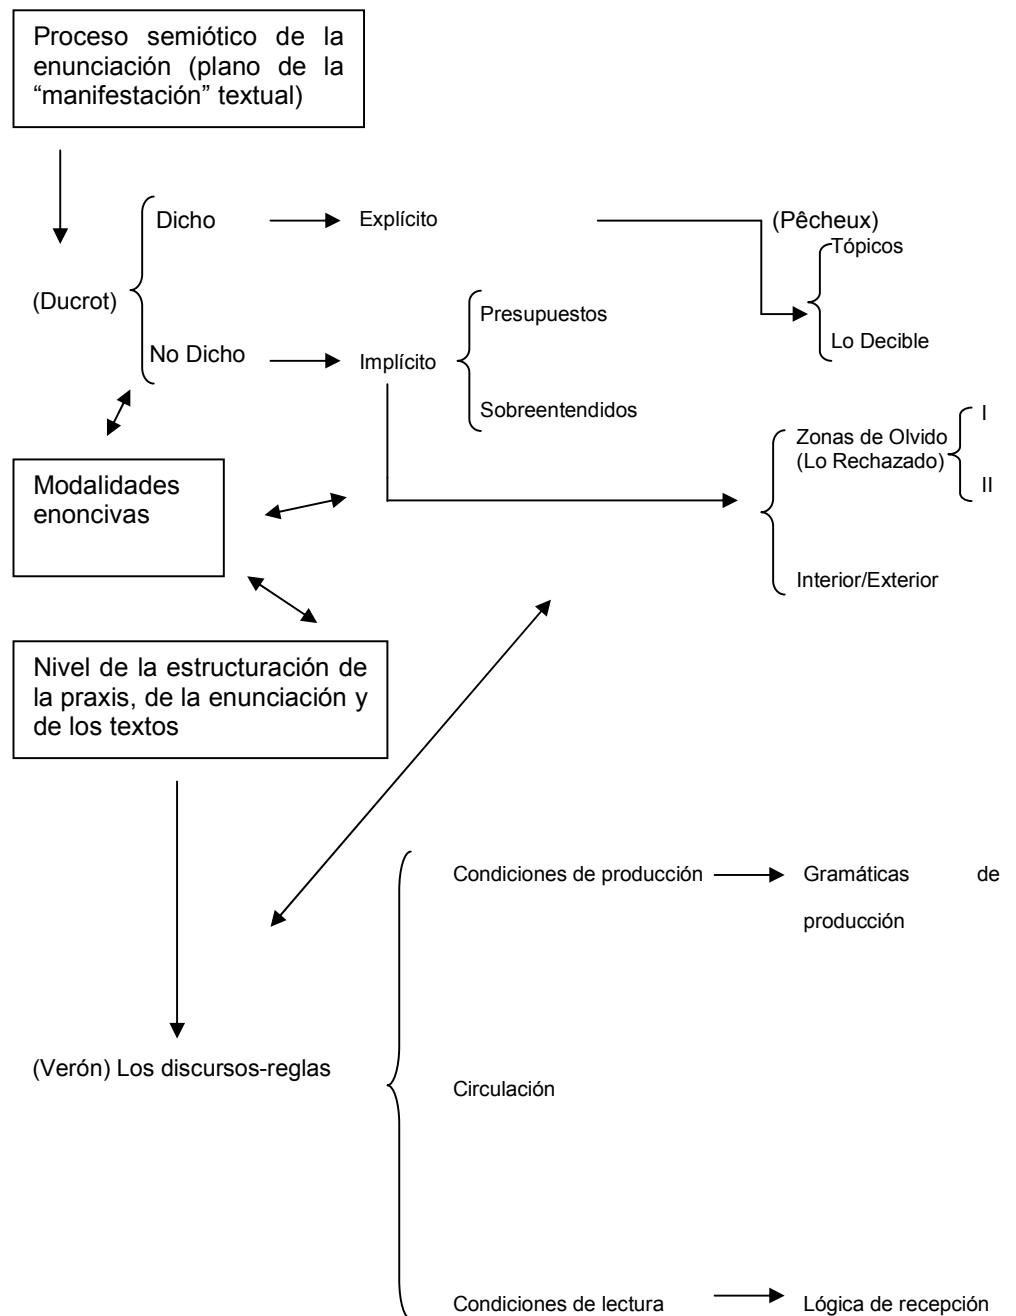 Proceso semiótico de la
enunciación (plano de la
“manifestación” textual)
Dicho
Explícito
(Pêcheux)
Tópicos
(Ducrot)
Presupuestos
Lo Decible
No Dicho
Implícito
Sobreentendidos
I
Zonas de Olvido
(Lo Rechazado)
II
Modalidades
enoncivas
Interior/Exterior
Nivel de la estructuración de
la praxis, de la enunciación y
de los textos
Condiciones de producción
Gramáticas de
producción
(Verón) Los discursos-reglas
Circulación
Condiciones de lectura
Lógica de recepción